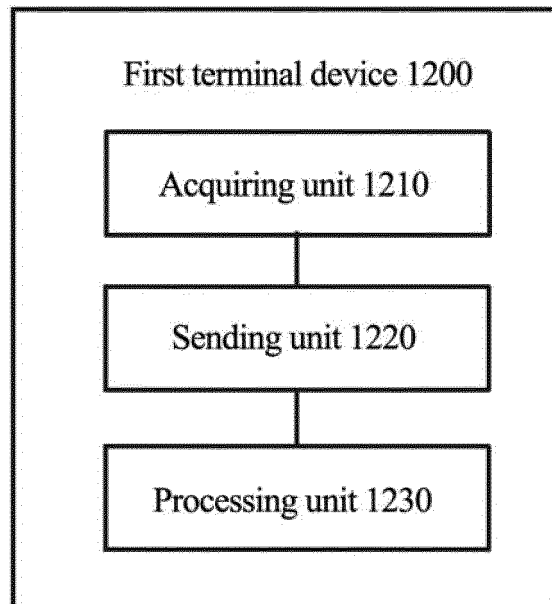 First terminal device 1200
Acquiring unit 1210
Sending unit 1220
Processing unit 1230